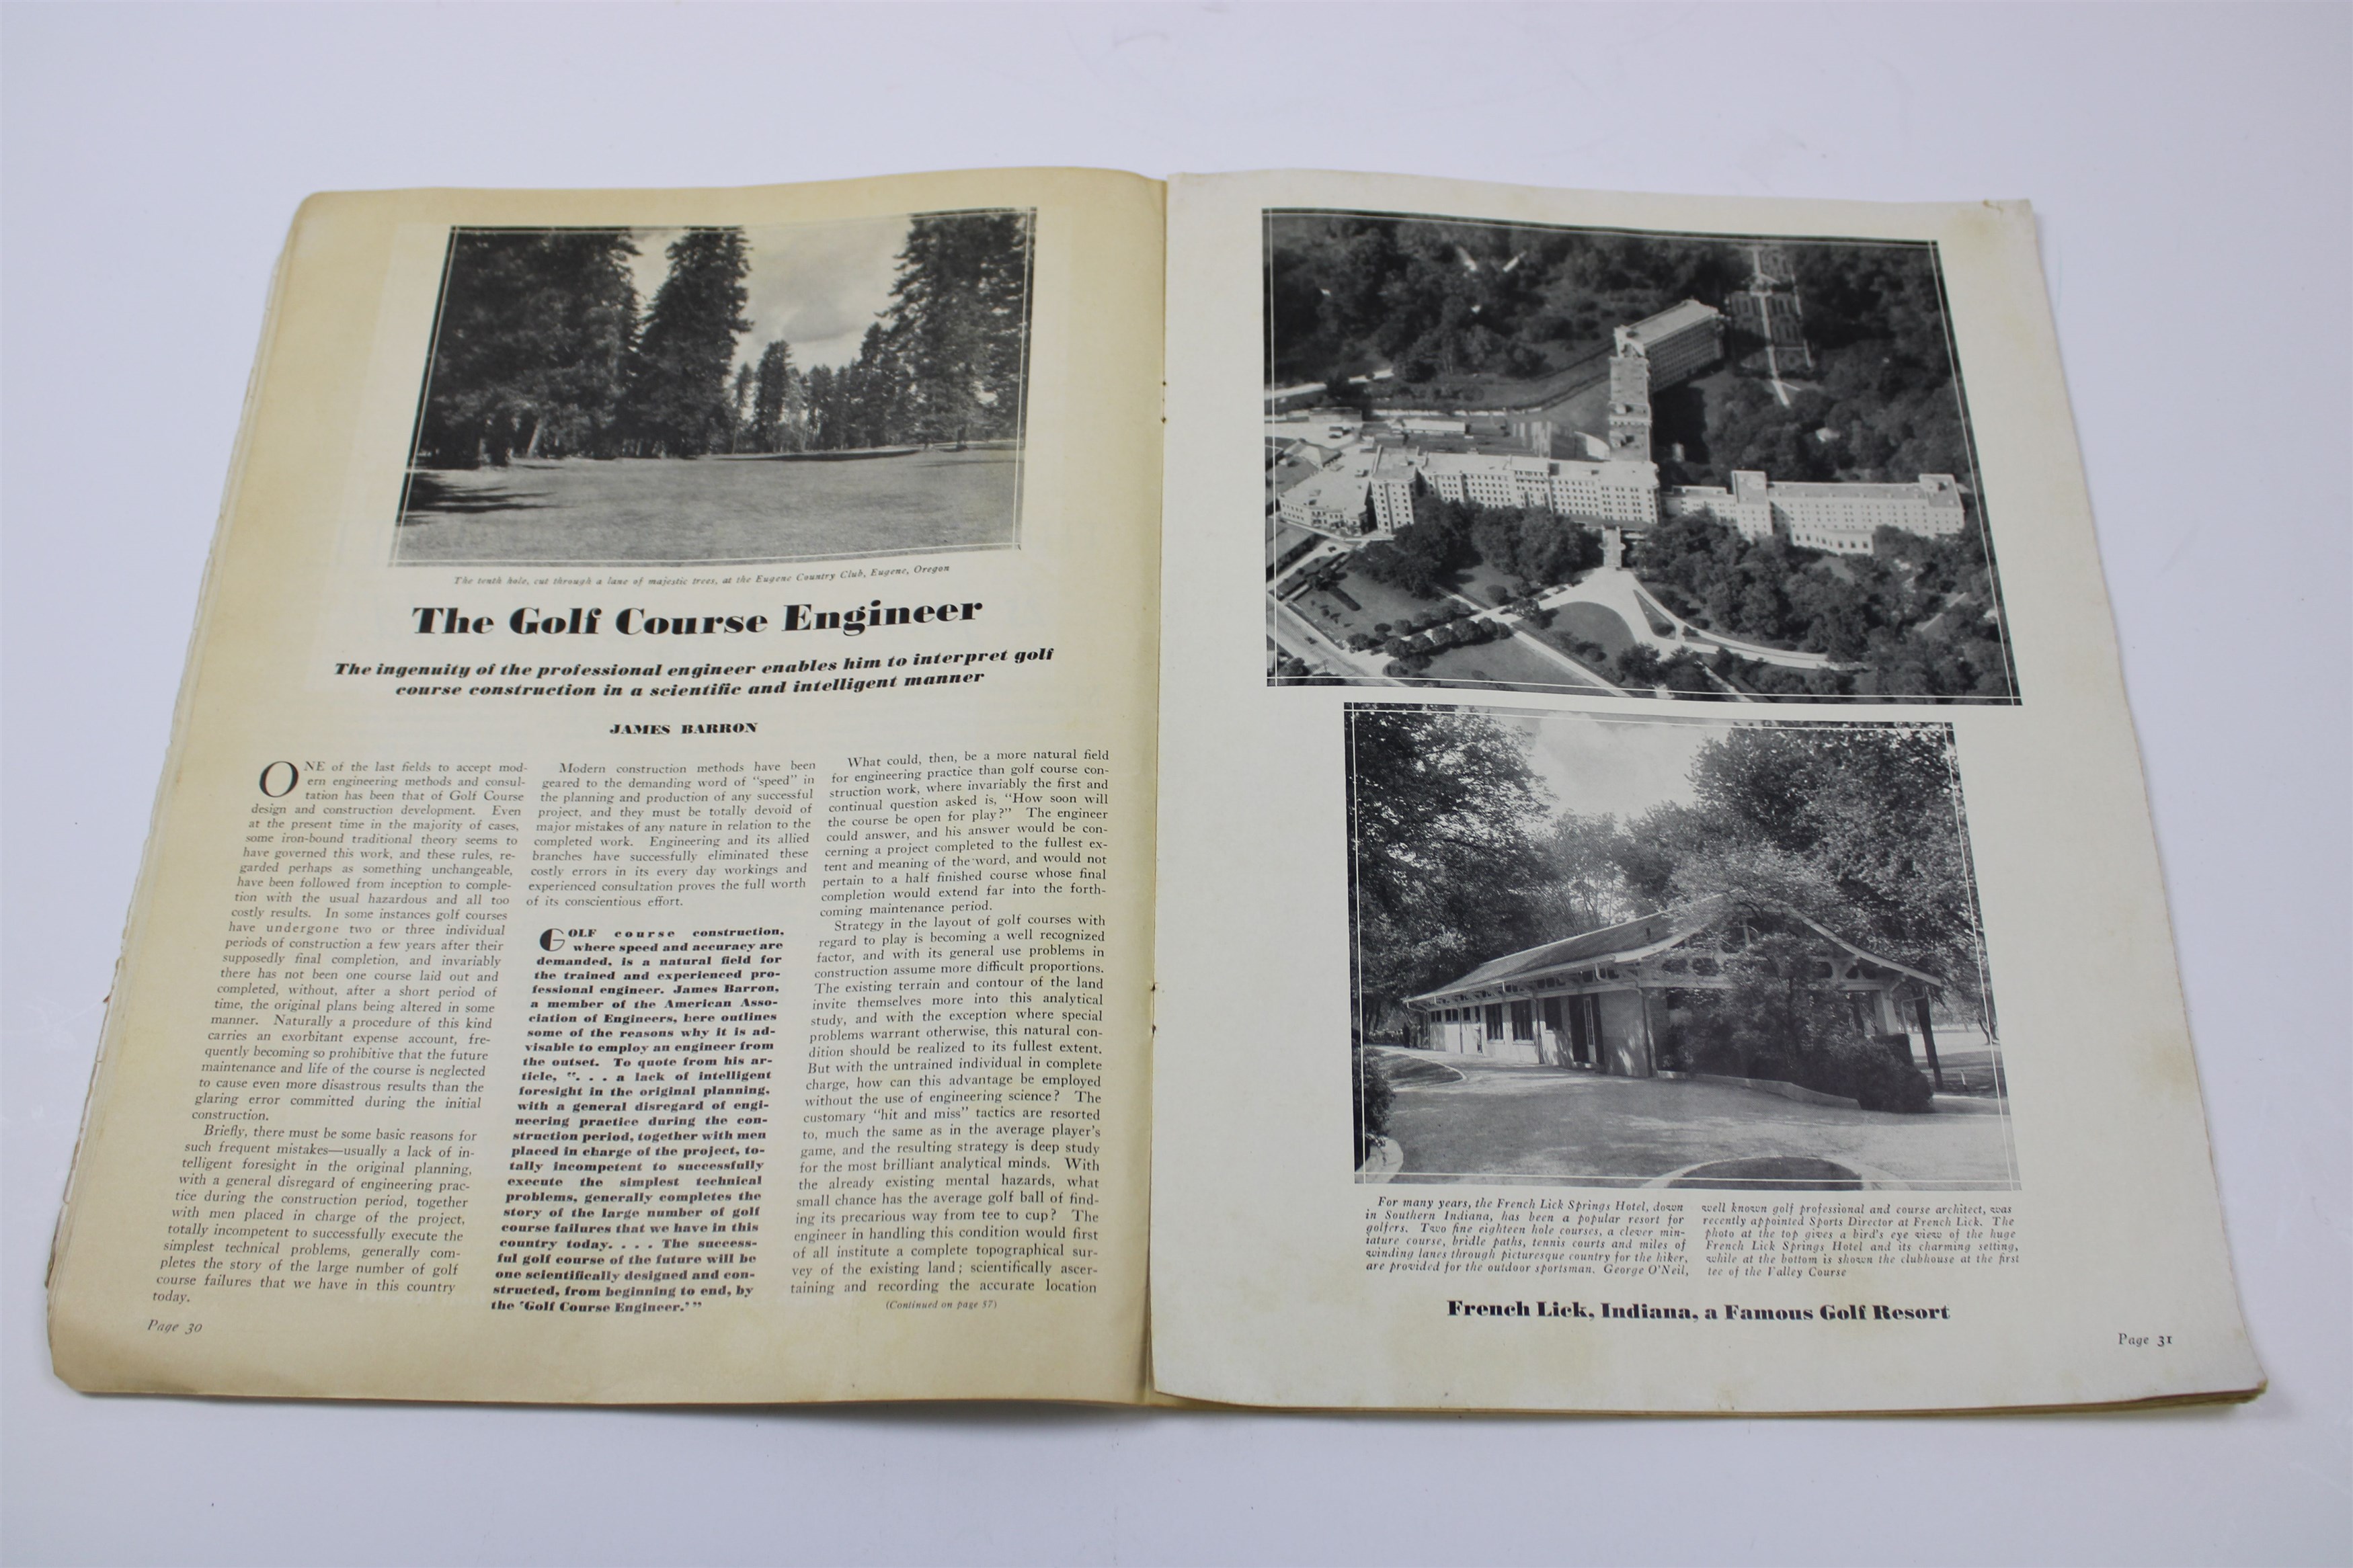 The tenth hole, cut through a lane of majestic trees, at the Eugene Country Club, Eugene, Oregon
The Golf Course Engineer
The ingenuity of the professional engineer enables him to interpret golf
course construction in a scientific and intelligent manner
JAMES BARRON
ONE of the last fields to accept mod-
ern engineering methods and consul-
tation has been that of Golf Course
design and construction development. Even
at the present time in the majority of cases,
some iron-bound traditional theory seems to
have governed this work, and these rules, re-
garded perhaps as something unchangeable,
have been followed from inception to comple-
tion with the usual hazardous and all too
costly results. In some instances golf courses
have undergone two or three individual
periods of construction a few years after their
supposedly final completion, and invariably
there has not been one course laid out and
completed, without, after a short period of
time, the original plans being altered in some
manner. Naturally a procedure of this kind
carries an exorbitant expense account, fre-
quently becoming so prohibitive that the future
maintenance and life of the course is neglected
to cause even more disastrous results than the
glaring error committed during the initial
construction.
Briefly, there must be some basic reasons for
such frequent mistakes—usually a lack of in-
telligent foresight in the original planning,
with a general disregard of engineering prac-
tice during the construction period, together
with men placed in charge of the project,
totally incompetent to successfully execute the
simplest technical problems, generally com-
pletes the story of the large number of golf
course failures that we have in this country
today.
Page 30
Modern construction methods have been
geared to the demanding word of "speed" in
the planning and production of any successful
project, and they must be totally devoid of
major mistakes of any nature in relation to the
completed work. Engineering and its allied
branches have successfully eliminated these
costly errors in its every day workings and
experienced consultation proves the full worth
of its conscientious effort.
GOLF course construction,
where speed and accuracy are
demanded, is a natural field for
the trained and experienced pro-
fessional engineer. James Barron,
a member of the American Asso-
ciation of Engineers, here outlines
some of the reasons why it is ad-
visable to employ an engineer from
the outset. To quote from his ar-
ticle, ". . . a lack of intelligent
foresight in the original planning,
with a general disregard of engi-
neering practice during the con-
struction period, together with men
placed in charge of the project, to-
tally incompetent to successfully
execute the simplest technical
problems, generally completes the
story of the large number of golf
course failures that we have in this
country today. . . . The success-
ful golf course of the future will be
one scientifically designed and con-
structed, from beginning to end, by
the 'Golf Course Engineer.'"
What could, then, be a more natural field
for engineering practice than golf course con-
struction work, where invariably the first and
continual question asked is, "How soon will
the course be open for play?" The engineer
could answer, and his answer would be con-
cerning a project completed to the fullest ex-
tent and meaning of the word, and would not
pertain to a half finished course whose final
completion would extend far into the forth-
coming maintenance period.
Strategy in the layout of golf courses with
regard to play is becoming a well recognized
factor, and with its general use problems in
construction assume more difficult proportions.
The existing terrain and contour of the land
invite themselves more into this analytical
study, and with the exception where special
problems warrant otherwise, this natural con-
dition should be realized to its fullest extent.
But with the untrained individual in complete
charge, how can this advantage be employed
without the use of engineering science? The
customary "hit and miss" tactics are resorted
to, much the same as in the average player's
game, and the resulting strategy is deep study
for the most brilliant analytical minds. With
the already existing mental hazards, what
small chance has the average golf ball of find-
ing its precarious way from tee to cup? The
engineer in handling this condition would first
of all institute a complete topographical sur-
vey of the existing land; scientifically ascer-
taining and recording the accurate location
(Continued on page 57)
For many years, the French Lick Springs Hotel, down
in Southern Indiana, has been a popular resort for
golfers. Two fine eighteen hole courses, a clever min-
iature course, bridle paths, tennis courts and miles of
winding lanes through picturesque country for the hiker,
are provided for the outdoor sportsman. George O'Neil,
well known golf professional and course architect, was
recently appointed Sports Director at French Lick. The
photo at the top gives a bird's eye view of the huge
French Lick Springs Hotel and its charming setting,
while at the bottom is shown the clubhouse at the first
tee of the Valley Course
French Lick, Indiana, a Famous Golf Resort
Page 31